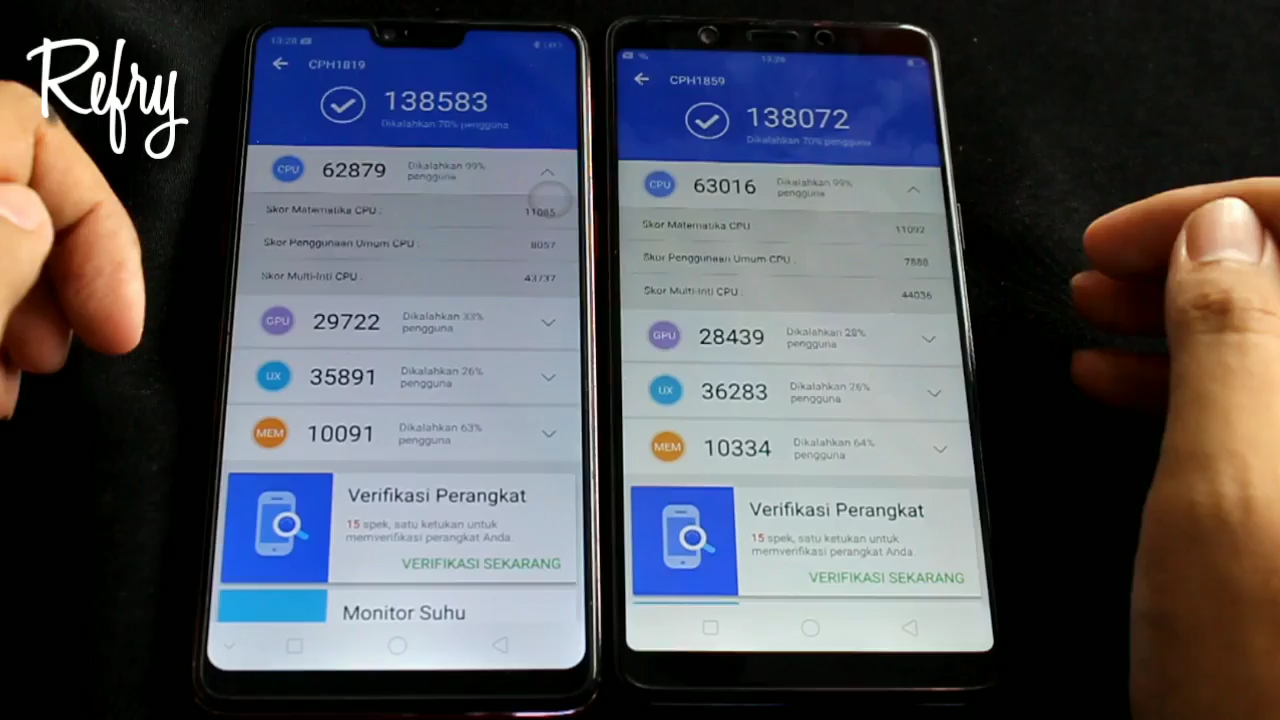 Refry
13:28
CPH1819
138583
Dikalahkan 70% pengguna
CPU 62879 Dikalahkan 99%
pengguna
Skor Matematika CPU : 11085
Skor Penggunaan Umum CPU : 8057
Skor Multi-Inti CPU : 43737
GPU 29722 Dikalahkan 33%
pengguna
UX 35891 Dikalahkan 26%
pengguna
MEM 10091 Dikalahkan 63%
pengguna
Verifikasi Perangkat
15 spek, satu ketukan untuk
memverifikasi perangkat Anda.
VERIFIKASI SEKARANG
Monitor Suhu
CPH1859
138072
Dikalahkan 70% pengguna
CPU 63016 Dikalahkan 99%
pengguna
Skor Matematika CPU 11092
Skor Penggunaan Umum CPU : 7888
Skor Multi-Inti CPU : 44036
GPU 28439 Dikalahkan 28%
pengguna
UX 36283 Dikalahkan 26%
pengguna
MEM 10334 Dikalahkan 64%
pengguna
Verifikasi Perangkat
15 spek, satu ketukan untuk
memverifikasi perangkat Anda.
VERIFIKASI SEKARANG